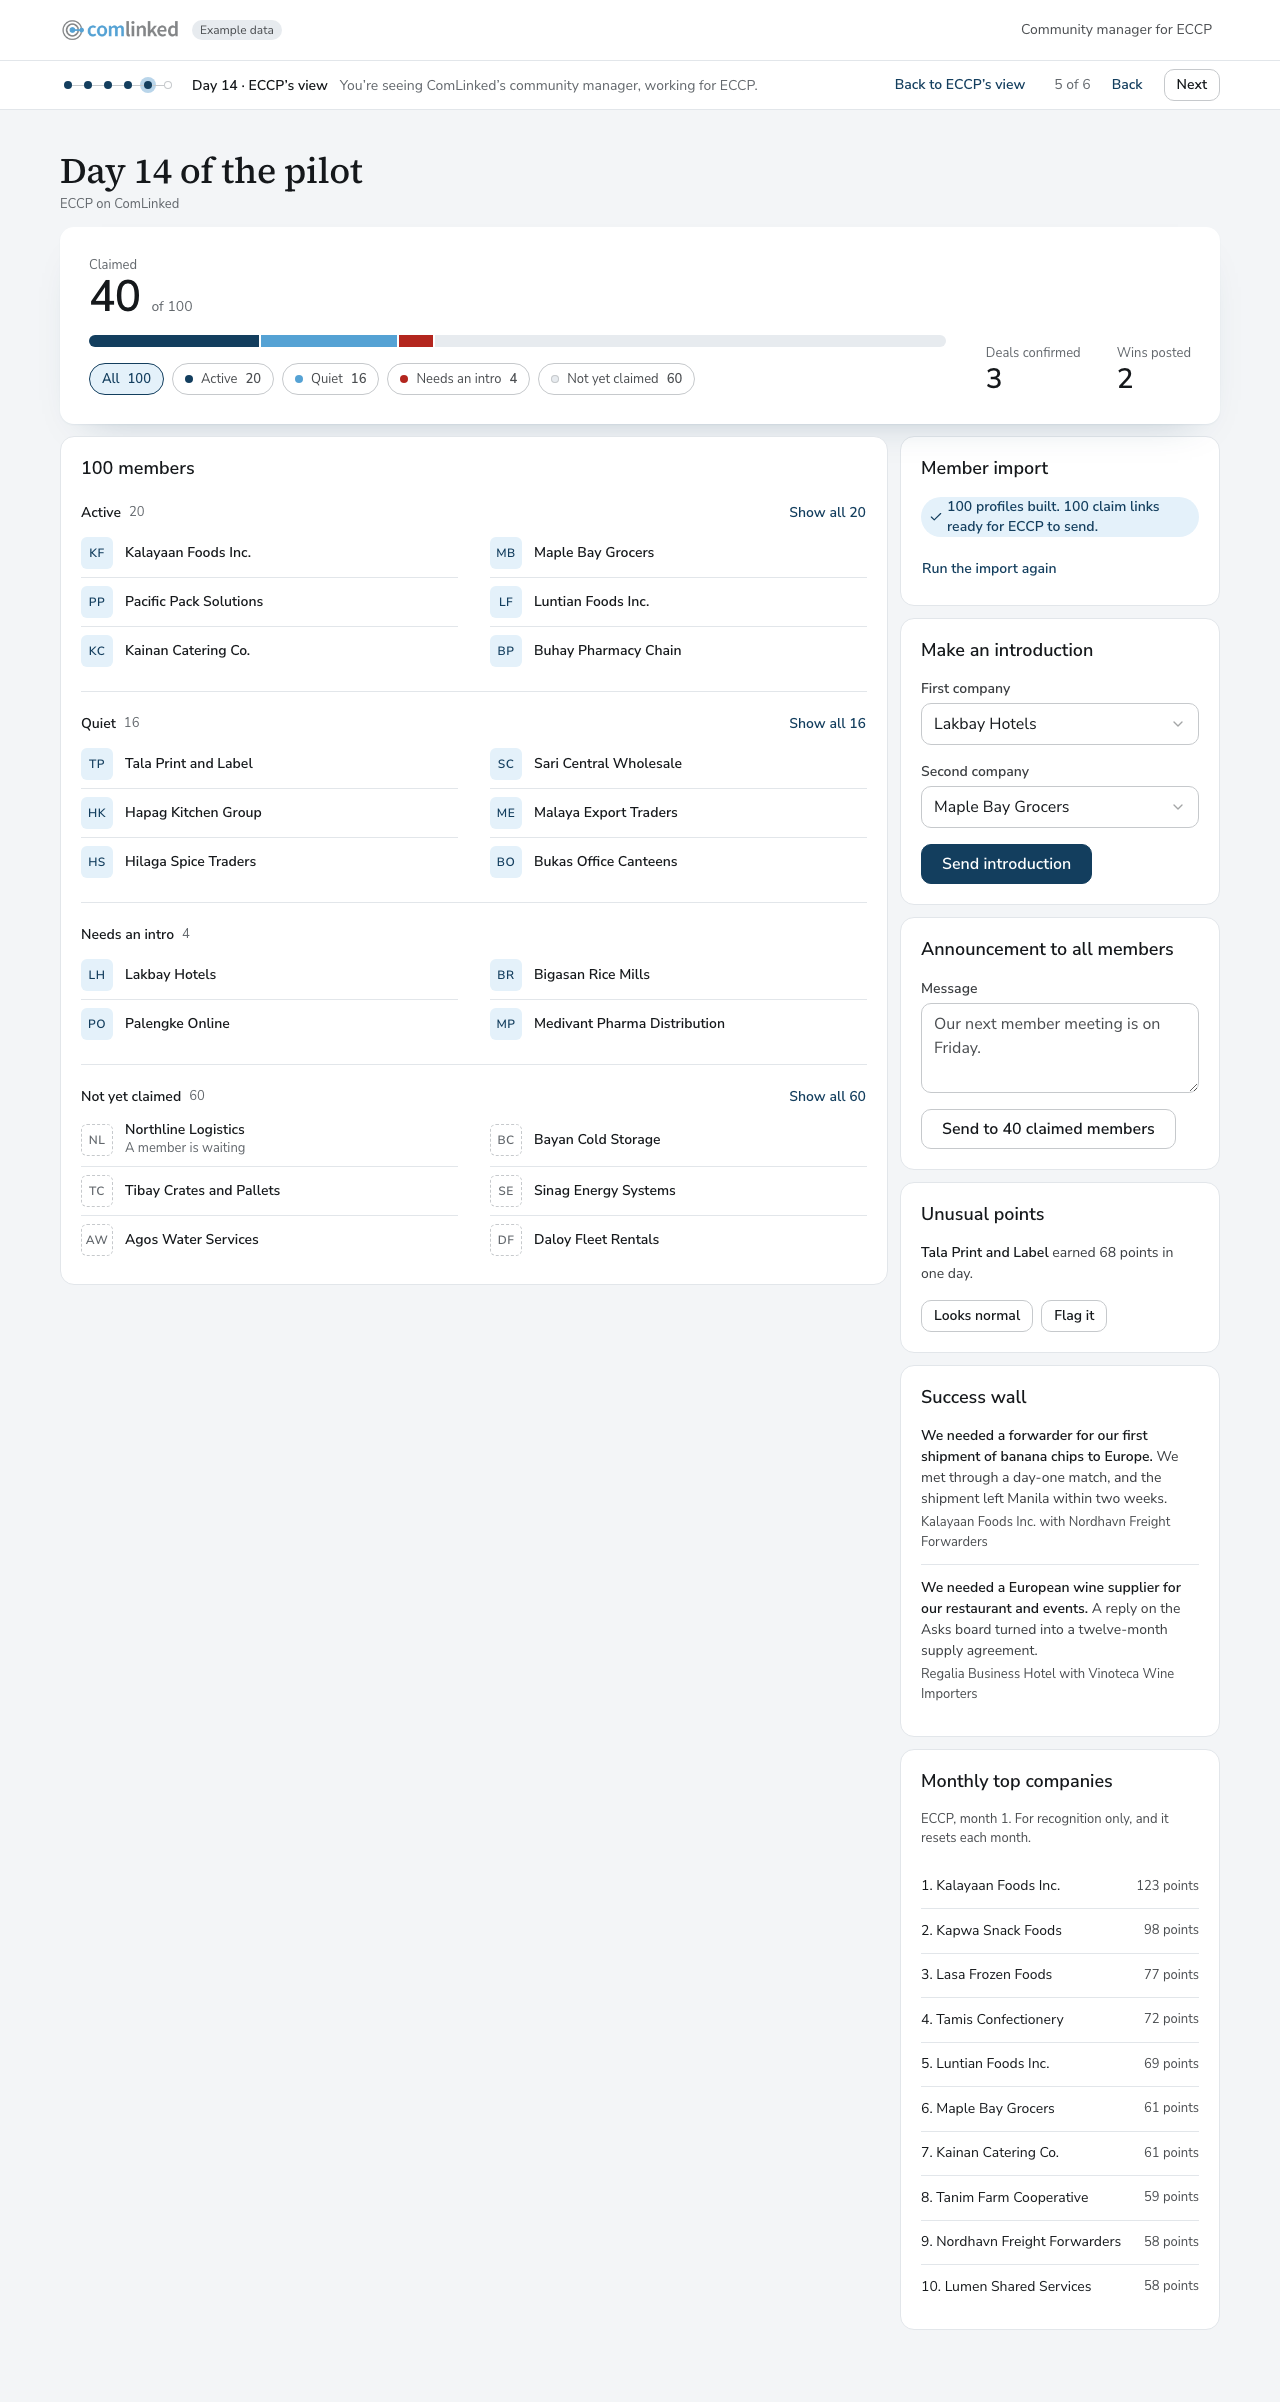 comlinked
Example data
Community manager for ECCP
Day 14 · ECCP's view
You're seeing ComLinked's community manager, working for ECCP.
Back to ECCP's view
5 of 6
Back
Next
Day 14 of the pilot
ECCP on ComLinked
Claimed
40 of 100
All 100
Active 20
Quiet 16
Needs an intro 4
Not yet claimed 60
Deals confirmed
3
Wins posted
2
100 members
Active 20
Show all 20
KF Kalayaan Foods Inc.
MB Maple Bay Grocers
PP Pacific Pack Solutions
LF Luntian Foods Inc.
KC Kainan Catering Co.
BP Buhay Pharmacy Chain
Quiet 16
Show all 16
TP Tala Print and Label
SC Sari Central Wholesale
HK Hapag Kitchen Group
ME Malaya Export Traders
HS Hilaga Spice Traders
BO Bukas Office Canteens
Needs an intro 4
LH Lakbay Hotels
BR Bigasan Rice Mills
PO Palengke Online
MP Medivant Pharma Distribution
Not yet claimed 60
Show all 60
NL Northline Logistics
A member is waiting
BC Bayan Cold Storage
TC Tibay Crates and Pallets
SE Sinag Energy Systems
AW Agos Water Services
DF Daloy Fleet Rentals
Member import
100 profiles built. 100 claim links
ready for ECCP to send.
Run the import again
Make an introduction
First company
Lakbay Hotels
Second company
Maple Bay Grocers
Send introduction
Announcement to all members
Message
Our next member meeting is on
Friday.
Send to 40 claimed members
Unusual points
Tala Print and Label earned 68 points in
one day.
Looks normal
Flag it
Success wall
We needed a forwarder for our first
shipment of banana chips to Europe. We
met through a day-one match, and the
shipment left Manila within two weeks.
Kalayaan Foods Inc. with Nordhavn Freight
Forwarders
We needed a European wine supplier for
our restaurant and events. A reply on the
Asks board turned into a twelve-month
supply agreement.
Regalia Business Hotel with Vinoteca Wine
Importers
Monthly top companies
ECCP, month 1. For recognition only, and it
resets each month.
1. Kalayaan Foods Inc. 123 points
2. Kapwa Snack Foods 98 points
3. Lasa Frozen Foods 77 points
4. Tamis Confectionery 72 points
5. Luntian Foods Inc. 69 points
6. Maple Bay Grocers 61 points
7. Kainan Catering Co. 61 points
8. Tanim Farm Cooperative 59 points
9. Nordhavn Freight Forwarders 58 points
10. Lumen Shared Services 58 points